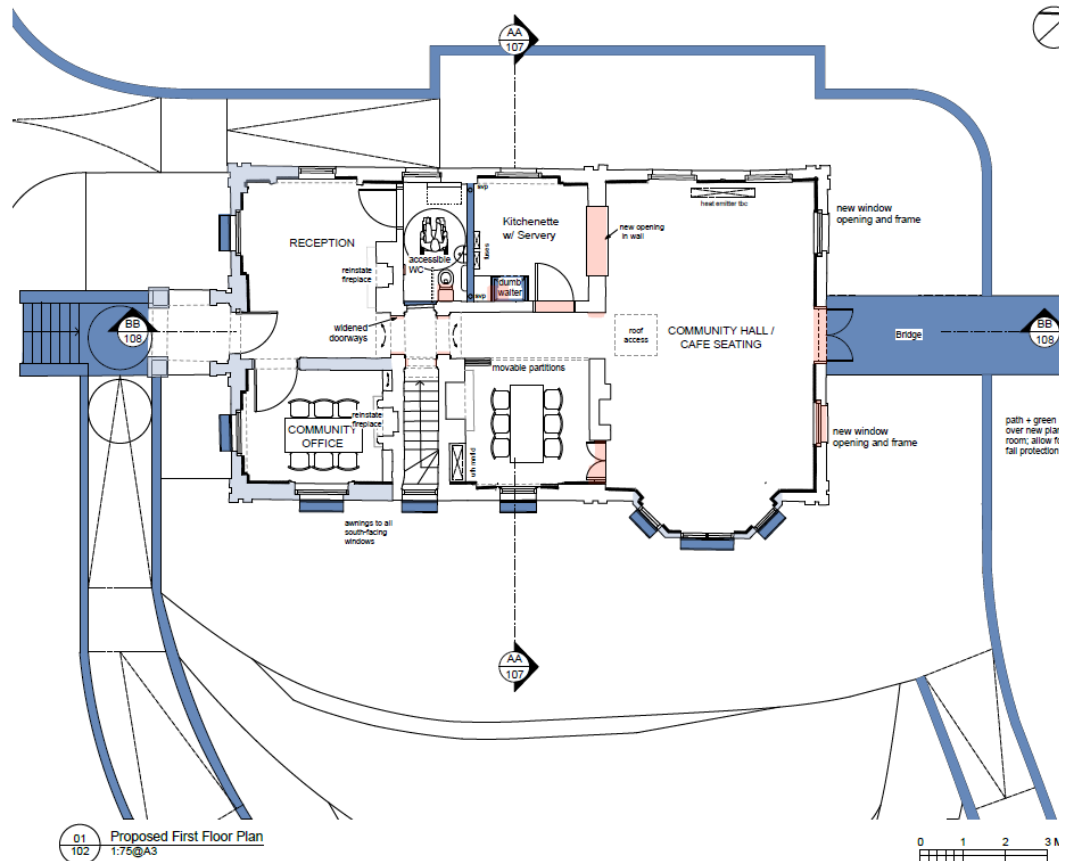 AA
107
svp
heat emitter tbc
new window
opening and frame
Kitchenette
w/ Servery
new opening
in wall
RECEPTION
fuses
accessible
WC
reinstate
fireplace
dumb
waiter
svp
widened
doorways
BB
108
roof
access
COMMUNITY HALL /
CAFE SEATING
Bridge
BB
108
movable partitions
reinstate
fireplace
COMMUNITY
OFFICE
new window
opening and frame
path + green
over new plan
room; allow fo
fall protection
awnings to all
south-facing
windows
AA
107
01
102
Proposed First Floor Plan
1:75@A3
0 1 2 3 M